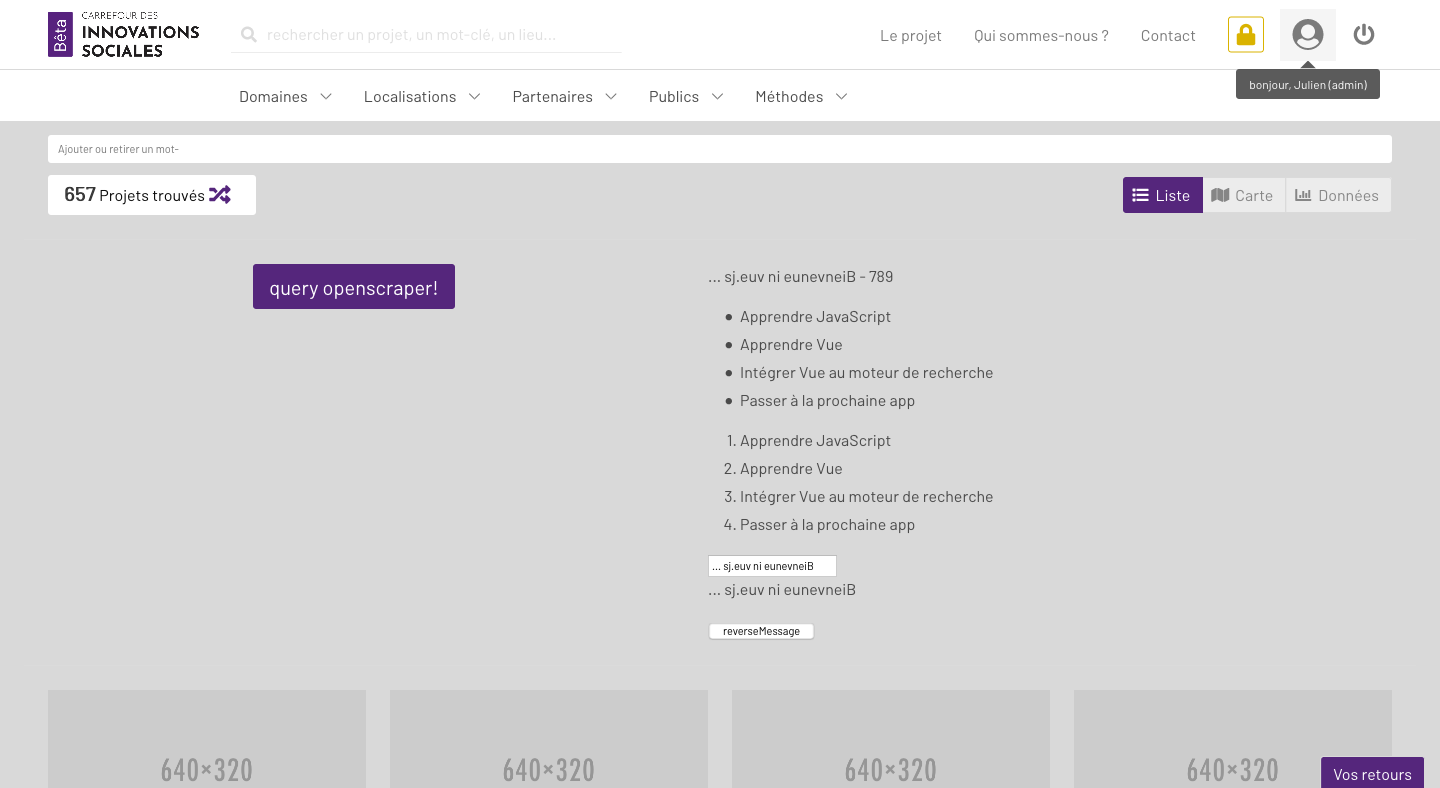 Bêta
CARREFOUR DES
INNOVATIONS
SOCIALES
rechercher un projet, un mot-clé, un lieu...
Le projet
Qui sommes-nous ?
Contact
bonjour, Julien (admin)
Domaines
Localisations
Partenaires
Publics
Méthodes
Ajouter ou retirer un mot-
657 Projets trouvés
Liste
Carte
Données
query openscraper!
... sj.euv ni eunevneiB - 789
● Apprendre JavaScript
● Apprendre Vue
● Intégrer Vue au moteur de recherche
● Passer à la prochaine app
1. Apprendre JavaScript
2. Apprendre Vue
3. Intégrer Vue au moteur de recherche
4. Passer à la prochaine app
... sj.euv ni eunevneiB
... sj.euv ni eunevneiB
reverseMessage
640×320
640×320
640×320
640×320
Vos retours